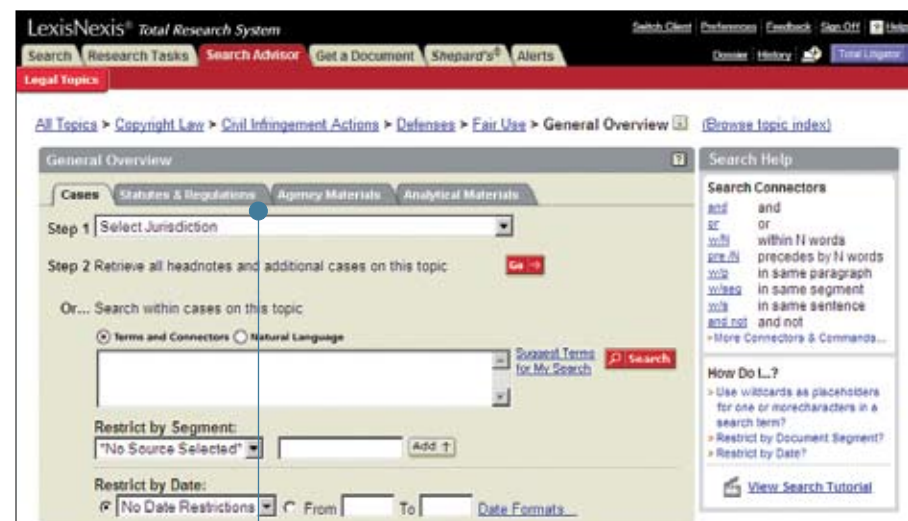 LexisNexis® Total Research System
Switch Client | Preferences | Feedback | Sign Off | ? Help
Search Research Tasks Search Advisor Get a Document Shepard's® Alerts
Dossier | History | Total Litigator
Legal Topics
All Topics > Copyright Law > Civil Infringement Actions > Defenses > Fair Use > General Overview (Browse topic index)
General Overview ?
Cases Statutes & Regulations Agency Materials Analytical Materials
Step 1 Select Jurisdiction
Step 2 Retrieve all headnotes and additional cases on this topic Go
Or... Search within cases on this topic
Terms and Connectors Natural Language
Suggest Terms for My Search
Search
Restrict by Segment:
"No Source Selected" Add ↑
Restrict by Date:
No Date Restrictions From To Date Formats...
Search Help
Search Connectors
and and
or or
w/N within N words
pre/N precedes by N words
w/p in same paragraph
w/seg in same segment
w/s in same sentence
and not and not
»More Connectors & Commands...
How Do I...?
» Use wildcards as placeholders
for one or morecharacters in a
search term?
» Restrict by Document Segment?
» Restrict by Date?
View Search Tutorial